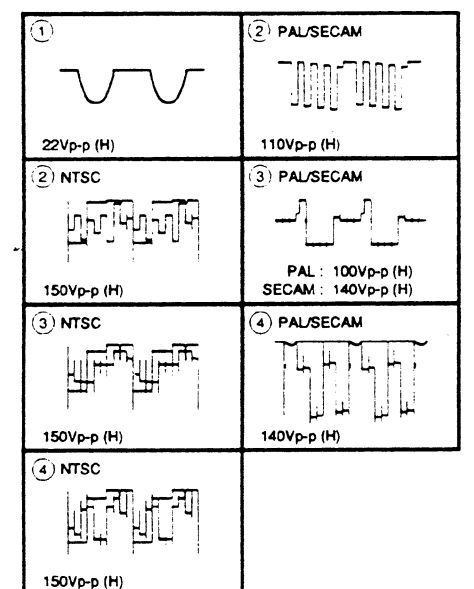 ① 
22Vp-p (H)
② PAL/SECAM
110Vp-p (H)
② NTSC
150Vp-p (H)
③ PAL/SECAM
PAL : 100Vp-p (H)
SECAM : 140Vp-p (H)
③ NTSC
150Vp-p (H)
④ PAL/SECAM
140Vp-p (H)
④ NTSC
150Vp-p (H)